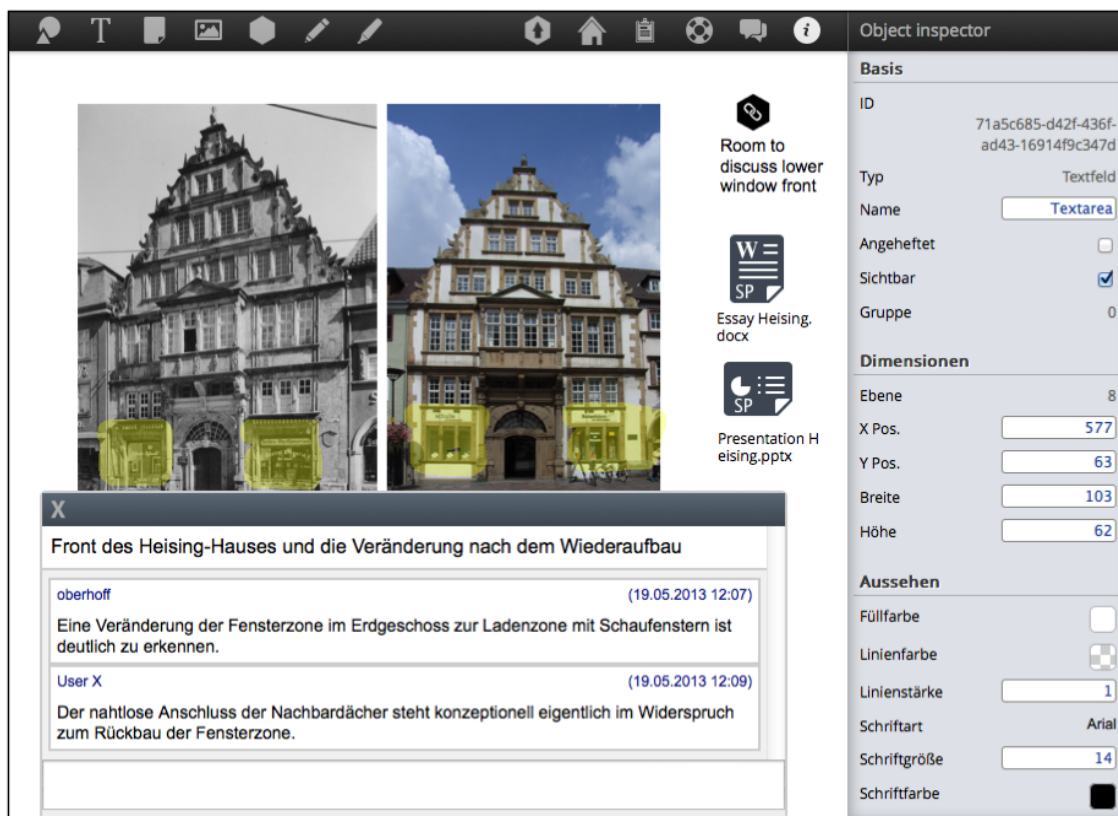 T
i
Object inspector
Basis
ID
71a5c685-d42f-436f-
ad43-16914f9c347d
Typ Textfeld
Name Textarea
Angeheftet
Sichtbar
Gruppe 0
Dimensionen
Ebene 8
X Pos. 577
Y Pos. 63
Breite 103
Höhe 62
Aussehen
Füllfarbe
Linienfarbe
Linienstärke 1
Schriftart Arial
Schriftgröße 14
Schriftfarbe
Room to
discuss lower
window front
W
SP
Essay Heising.
docx
SP
Presentation H
eising.pptx
X
Front des Heising-Hauses und die Veränderung nach dem Wiederaufbau
oberhoff (19.05.2013 12:07)
Eine Veränderung der Fensterzone im Erdgeschoss zur Ladenzone mit Schaufenstern ist
deutlich zu erkennen.
User X (19.05.2013 12:09)
Der nahtlose Anschluss der Nachbardächer steht konzeptionell eigentlich im Widerspruch
zum Rückbau der Fensterzone.